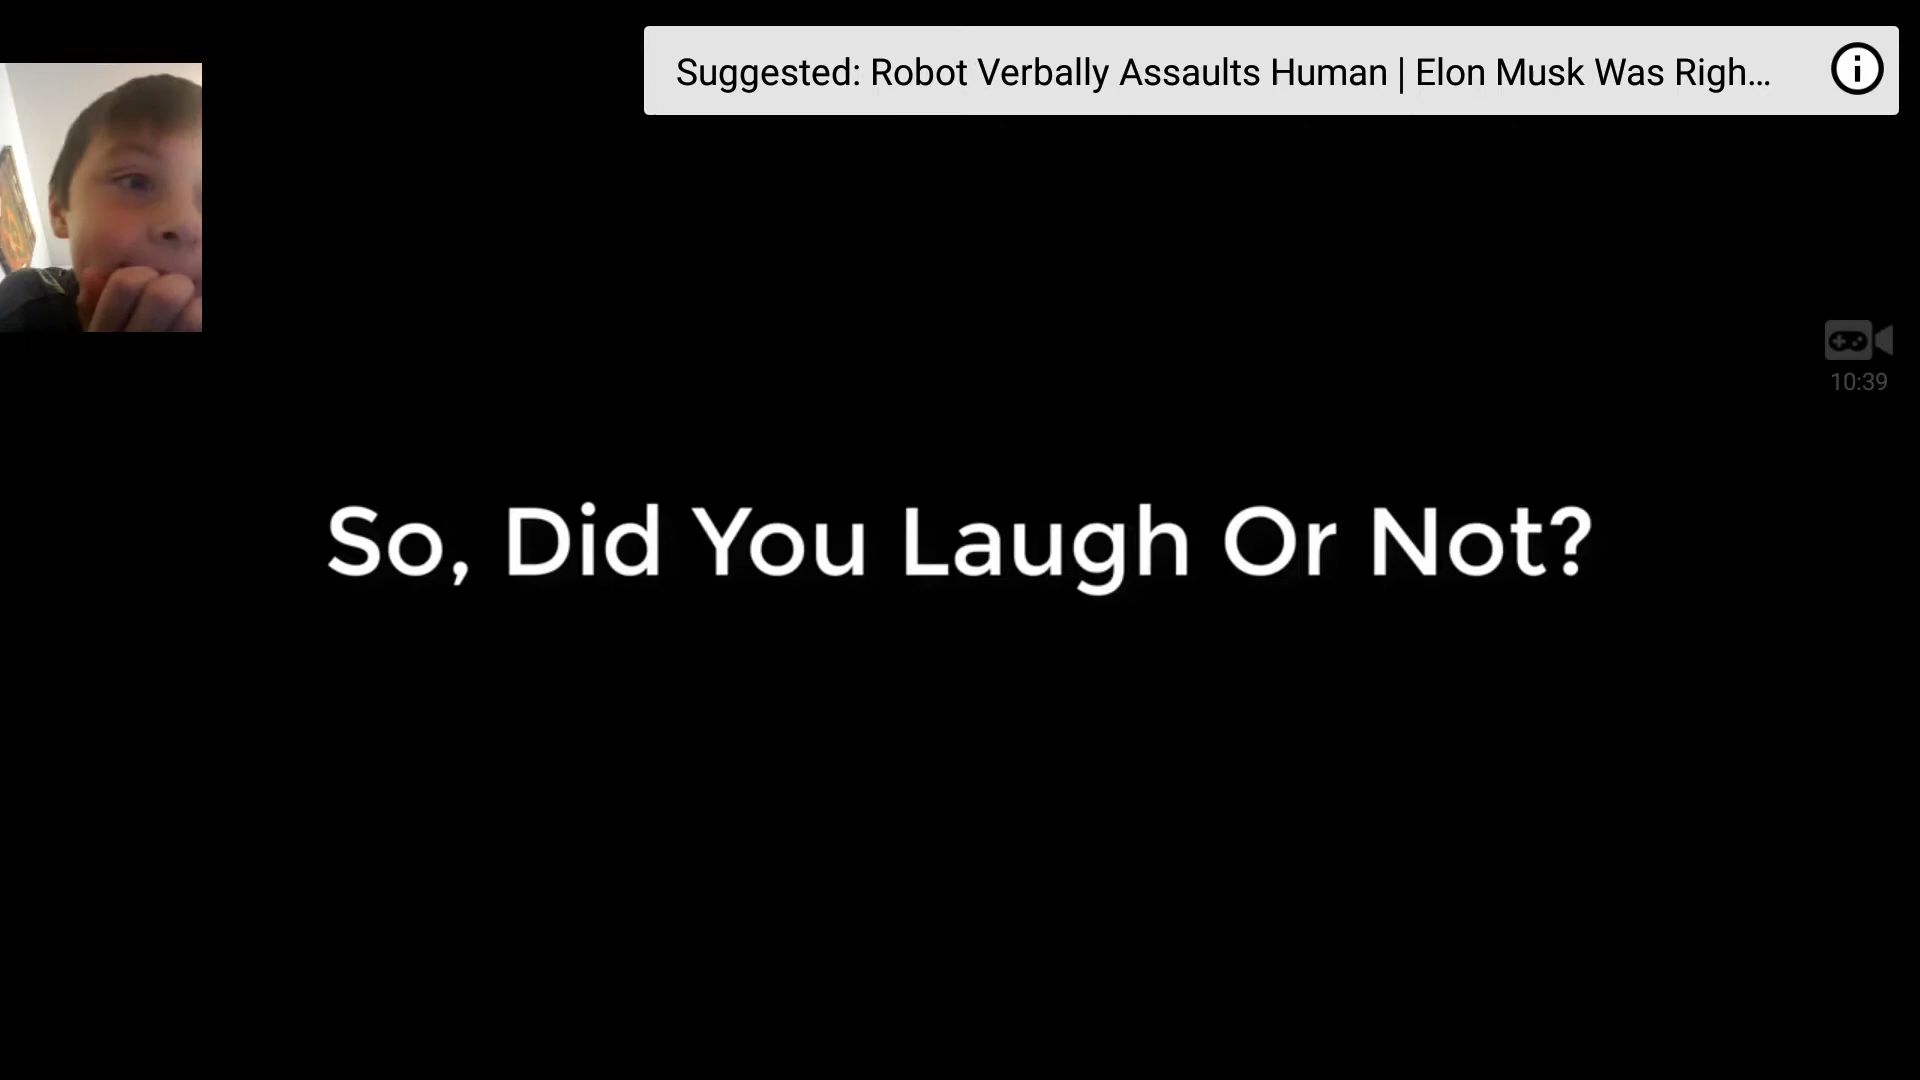 Suggested: Robot Verbally Assaults Human | Elon Musk Was Righ...
10:39
So, Did You Laugh Or Not?